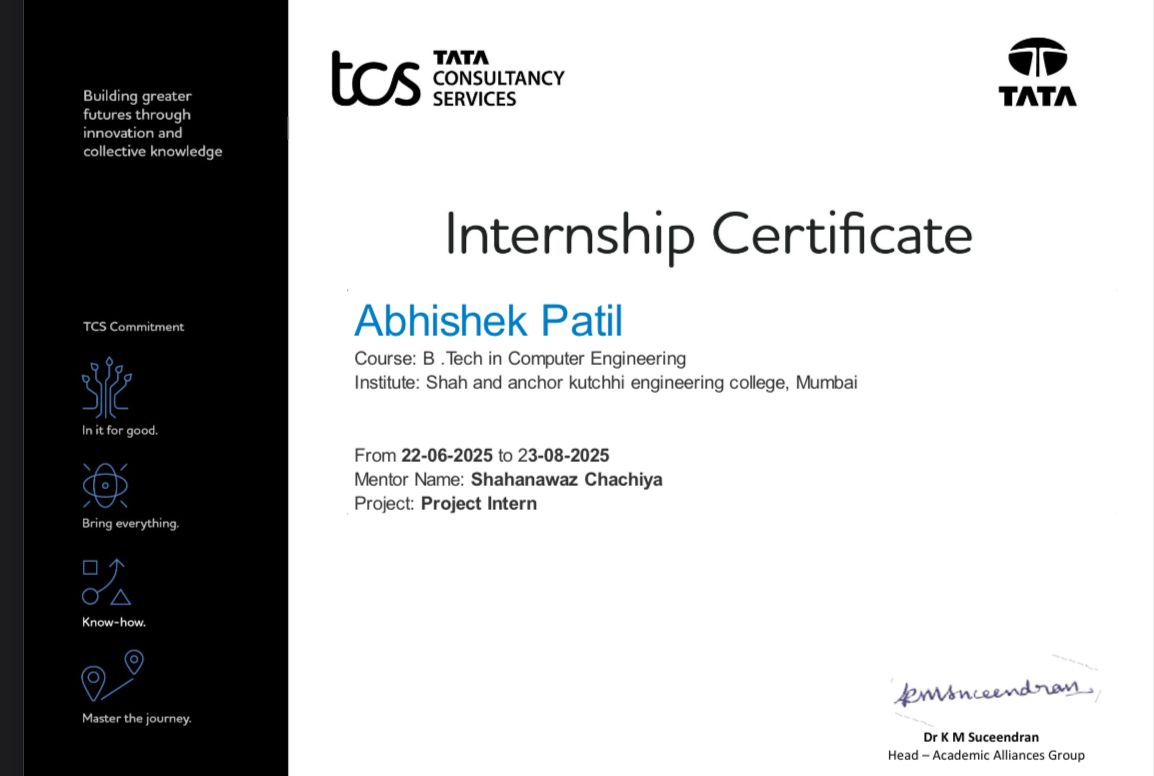 Building greater
futures through
innovation and
collective knowledge
TCS Commitment
In it for good.
Bring everything.
Know-how.
Master the journey.
tcs TATA
CONSULTANCY
SERVICES
TATA
Internship Certificate
Abhishek Patil
Course: B .Tech in Computer Engineering
Institute: Shah and anchor kutchhi engineering college, Mumbai
From 22-06-2025 to 23-08-2025
Mentor Name: Shahanawaz Chachiya
Project: Project Intern
kmsuceendran
Dr K M Suceendran
Head – Academic Alliances Group